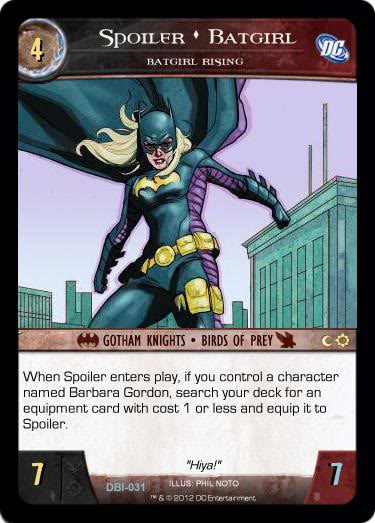 4
Spoiler ♦ Batgirl
DC
BATGIRL RISING
GOTHAM KNIGHTS • BIRDS OF PREY
When Spoiler enters play, if you control a character
named Barbara Gordon, search your deck for an
equipment card with cost 1 or less and equip it to
Spoiler.
"Hiya!"
7
DBI-031
ILLUS: PHIL NOTO
7
™ & © 2012 DC Entertainment